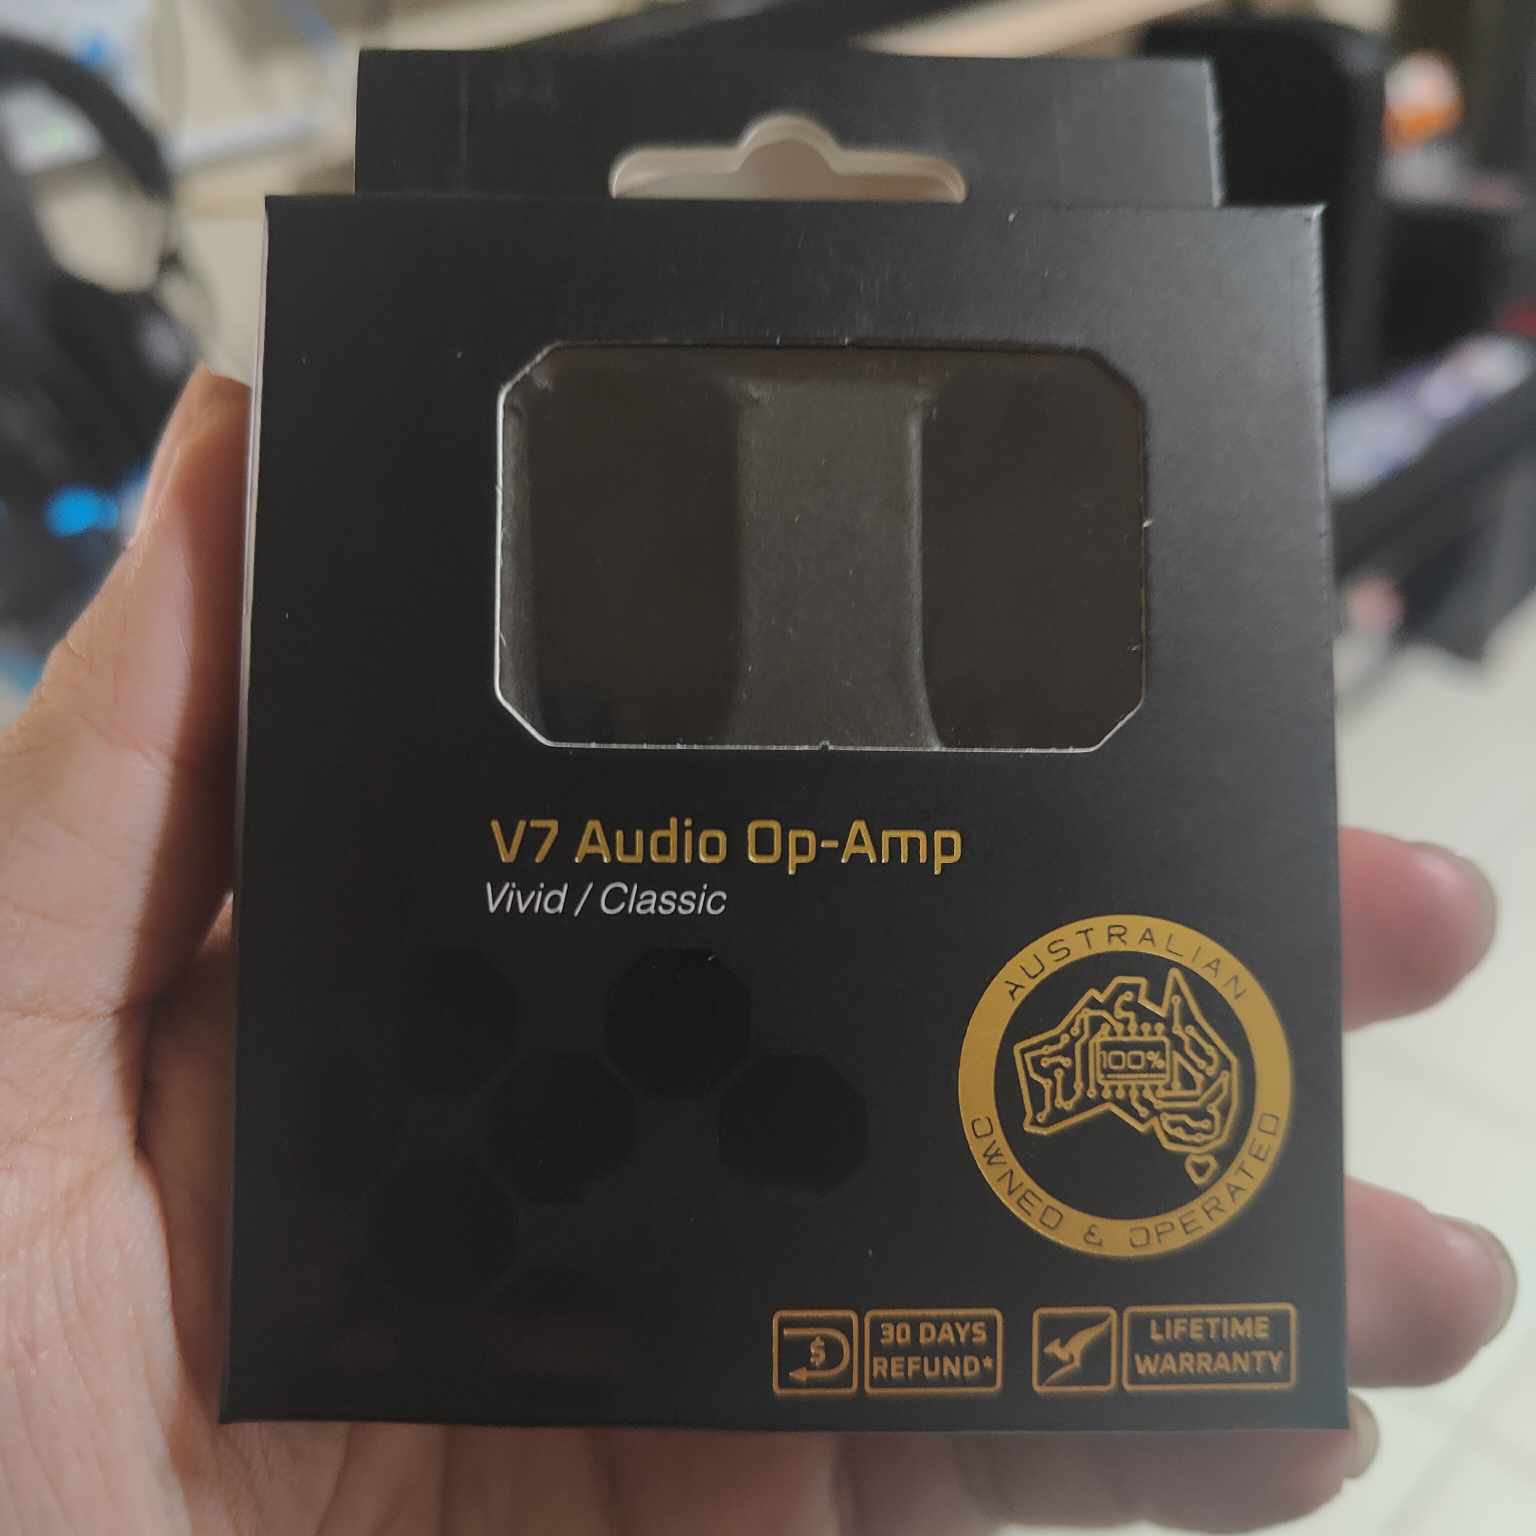 V7 Audio Op-Amp
Vivid / Classic
AUSTRALIAN
100%
OWNED & OPERATED
$
30 DAYS
REFUND*
LIFETIME
WARRANTY